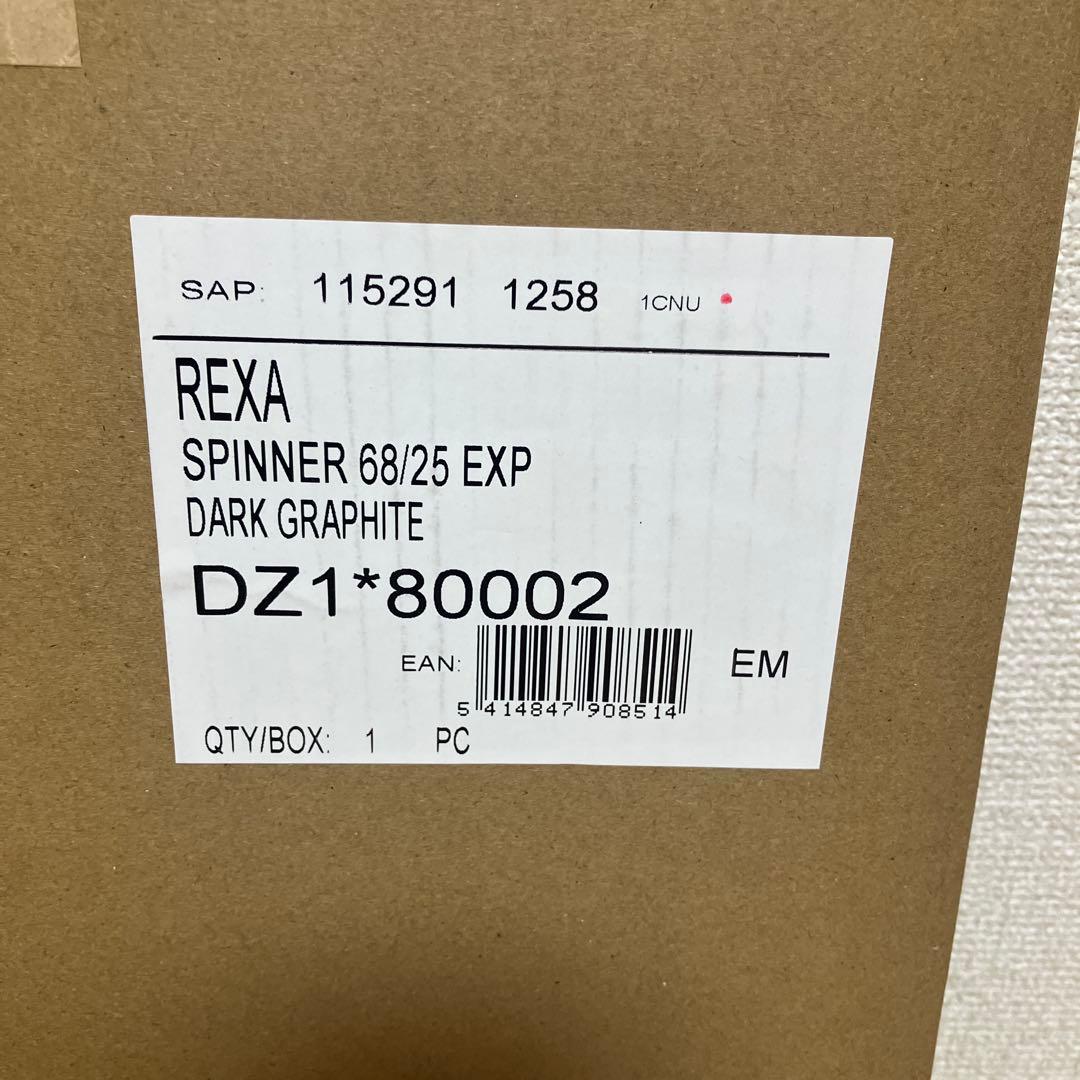 SAP: 115291 1258 1CNU
REXA
SPINNER 68/25 EXP
DARK GRAPHITE
DZ1*80002
EAN:
5 414847 908514
EM
QTY/BOX: 1 PC